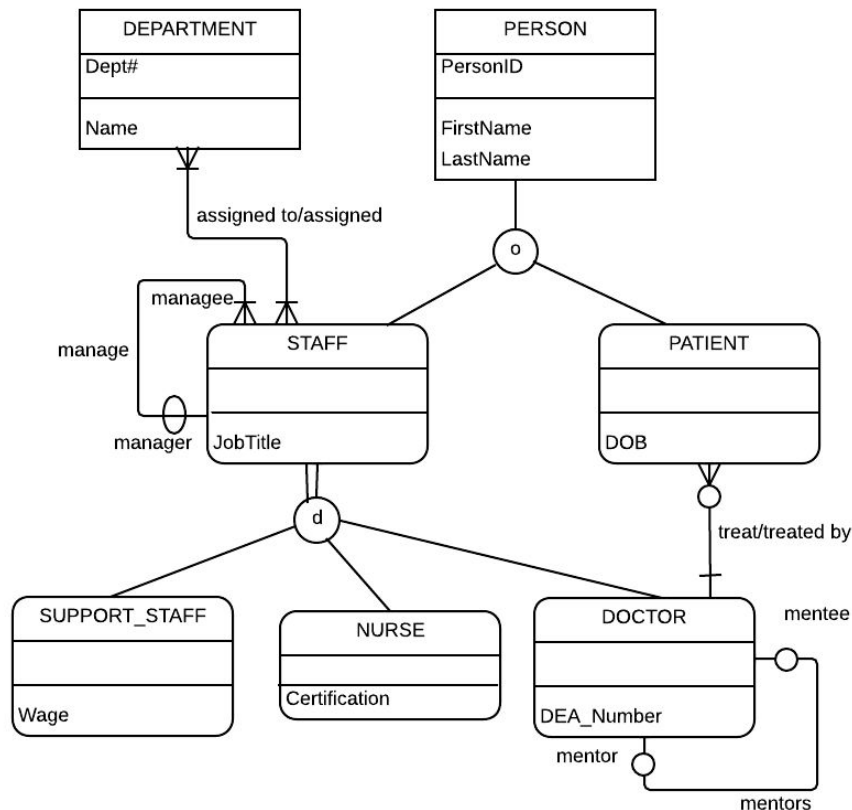 DEPARTMENT
Dept#
Name
PERSON
PersonID
FirstName
LastName
assigned to/assigned
o
managee
manage
manager
STAFF
JobTitle
PATIENT
DOB
d
treat/treated by
SUPPORT_STAFF
Wage
NURSE
Certification
DOCTOR
DEA_Number
mentee
mentor
mentors